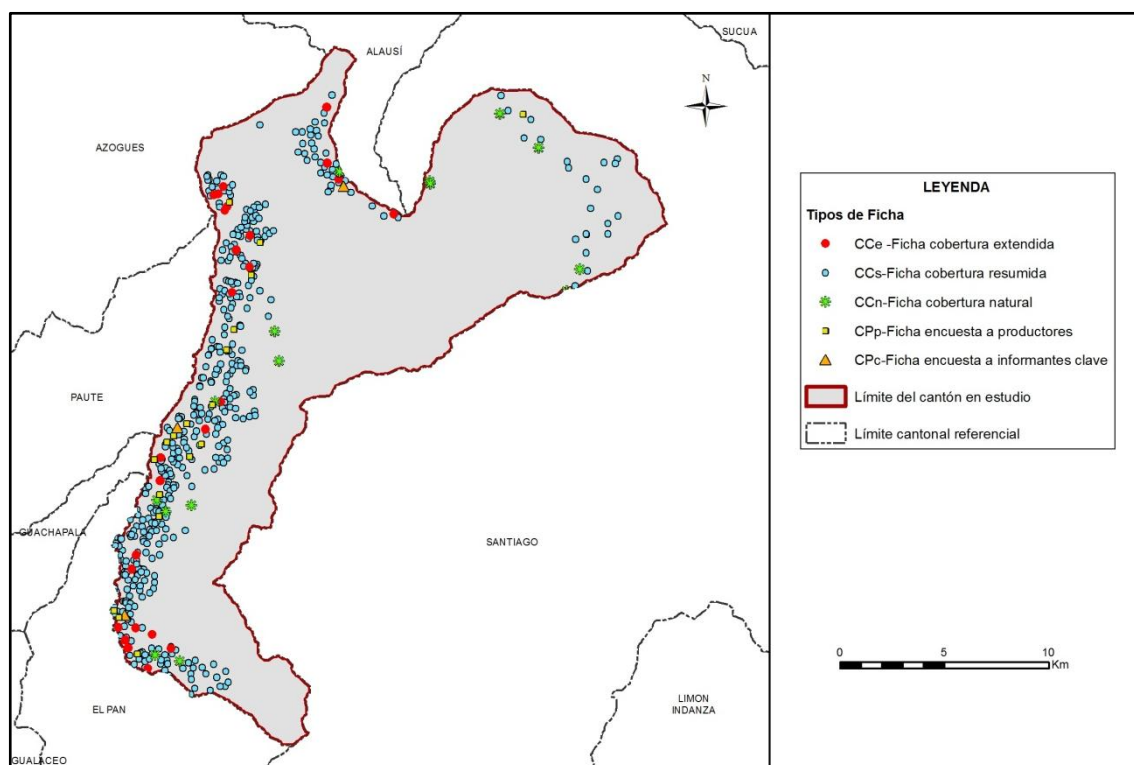 SUCUA
ALAUSÍ
N
AZOGUES
PAUTE
GUACHAPALA
SANTIAGO
EL PAN
LIMON
INDANZA
GUALACEO
LEYENDA
Tipos de Ficha
CCe -Ficha cobertura extendida
CCs-Ficha cobertura resumida
CCn-Ficha cobertura natural
CPp-Ficha encuesta a productores
CPc-Ficha encuesta a informantes clave
Límite del cantón en estudio
Límite cantonal referencial
0 5 10
Km